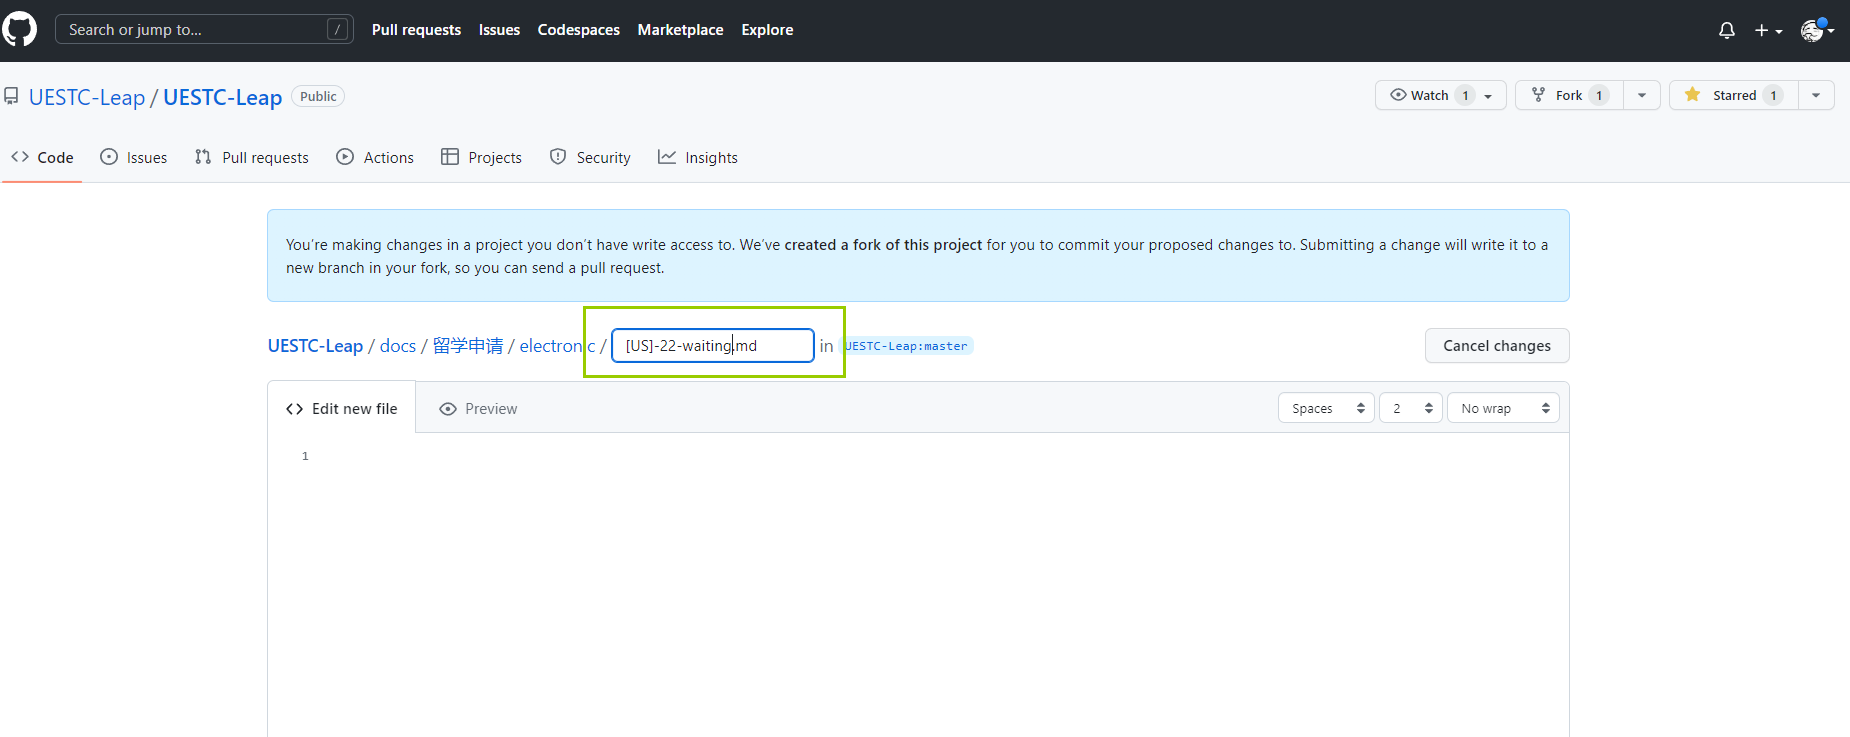 Search or jump to... / Pull requests Issues Codespaces Marketplace Explore
UESTC-Leap / UESTC-Leap Public Watch 1 Fork 1 Starred 1
Code Issues Pull requests Actions Projects Security Insights
You're making changes in a project you don't have write access to. We've created a fork of this project for you to commit your proposed changes to. Submitting a change will write it to a
new branch in your fork, so you can send a pull request.
UESTC-Leap / docs / 留学申请 / electronic / [US]-22-waiting.md in UESTC-Leap:master Cancel changes
Edit new file Preview Spaces 2 No wrap
1